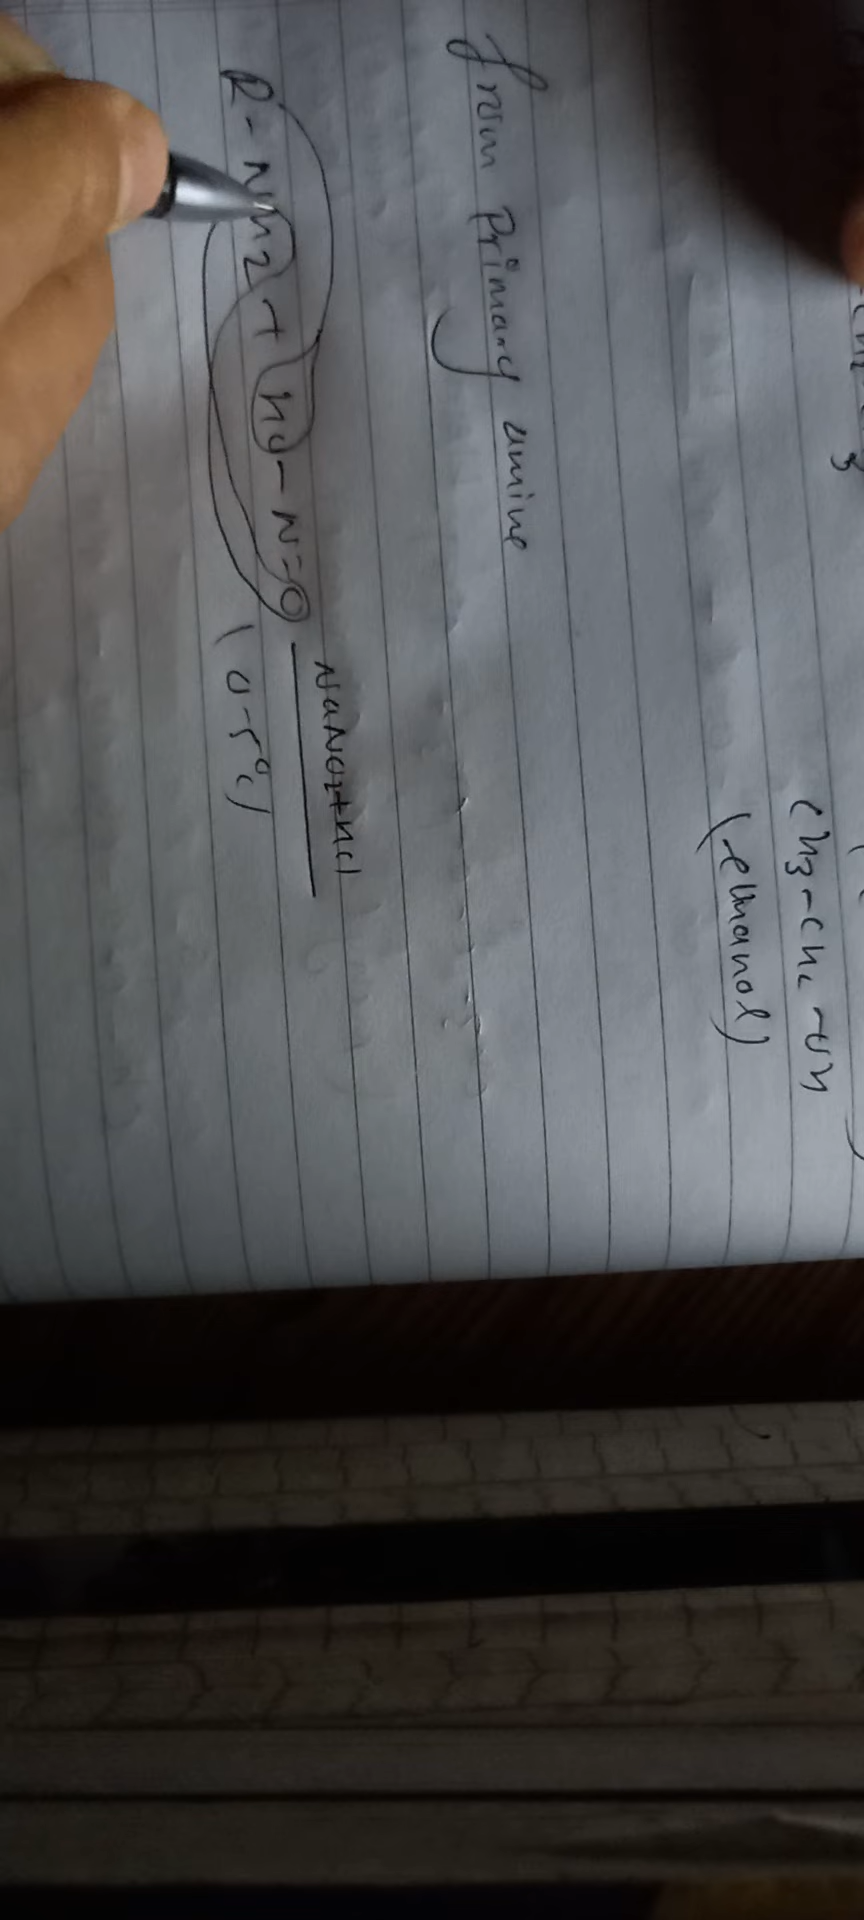 CH3-CH2-OH
(ethanol)
from Primary amine
R-NH2 + HO-N=O NaNO2+HCl
(0-5°C)